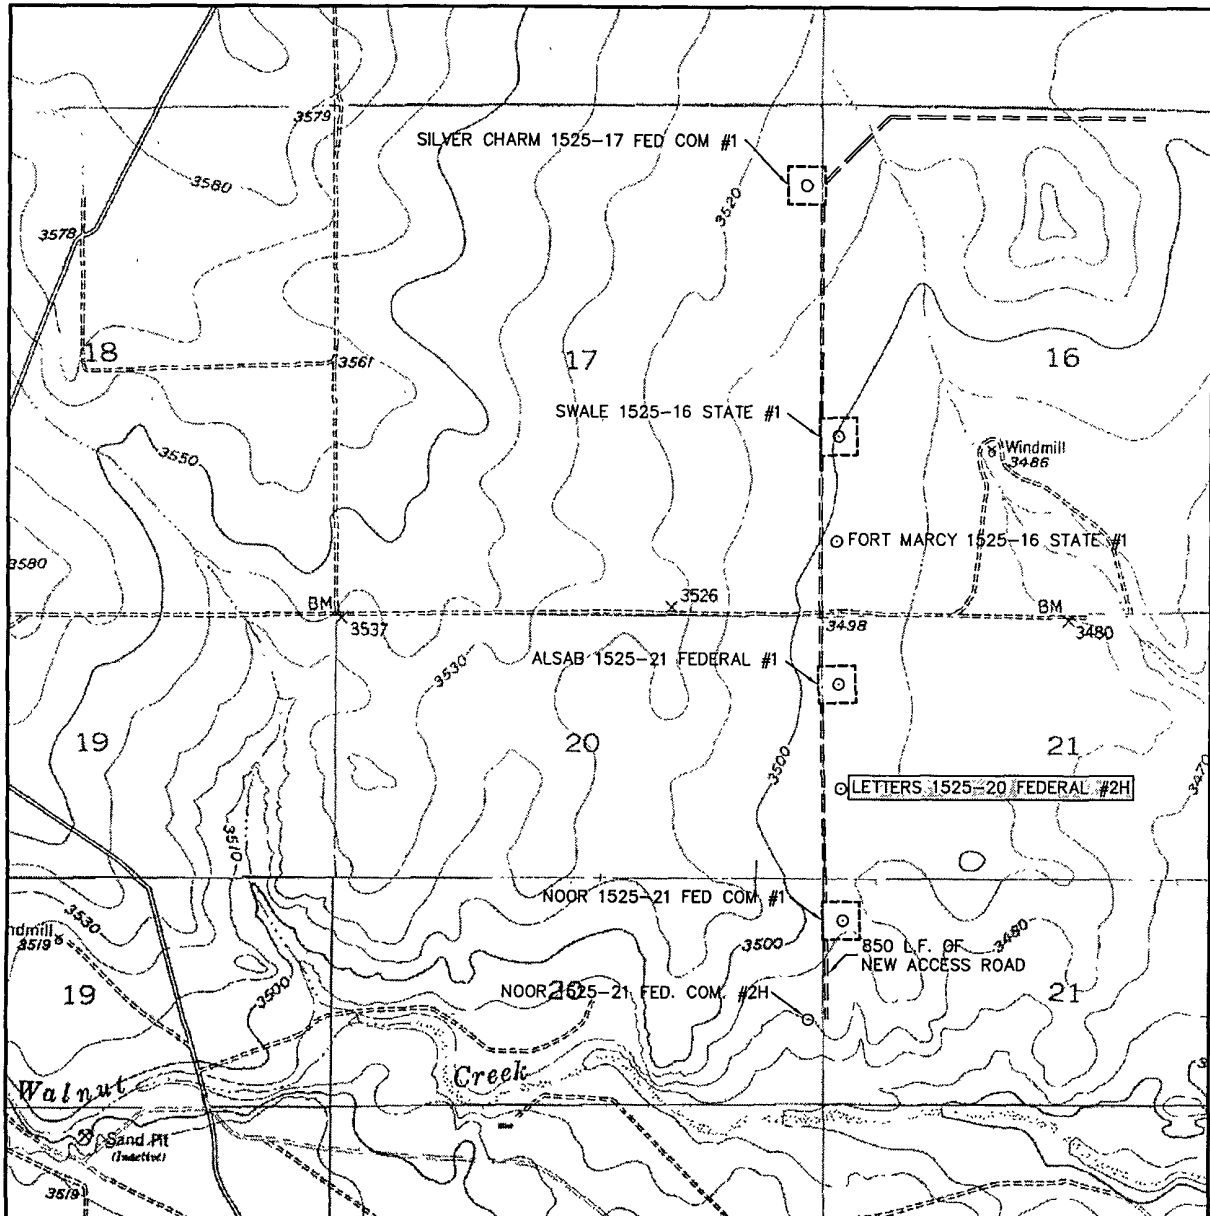 3579
SILVER CHARM 1525-17 FED COM #1
3580
3520
3578
18
3561
17
16
SWALE 1525-16 STATE #1
3550
Windmill
3486
FORT MARCY 1525-16 STATE #1
3580
BM
3526
BM
3537
3498
3480
ALSAB 1525-21 FEDERAL #1
3530
19
20
21
3500
3470
LETTERS 1525-20 FEDERAL #2H
3510
NOOR 1525-21 FED COM #1
3530
ndmill
3519
3500
3480
850 L.F. OF
NEW ACCESS ROAD
19
3500
NOOR 1525-21 FED. COM. #2H
20
21
Walnut Creek
Sand Pit
(Inactive)
3519